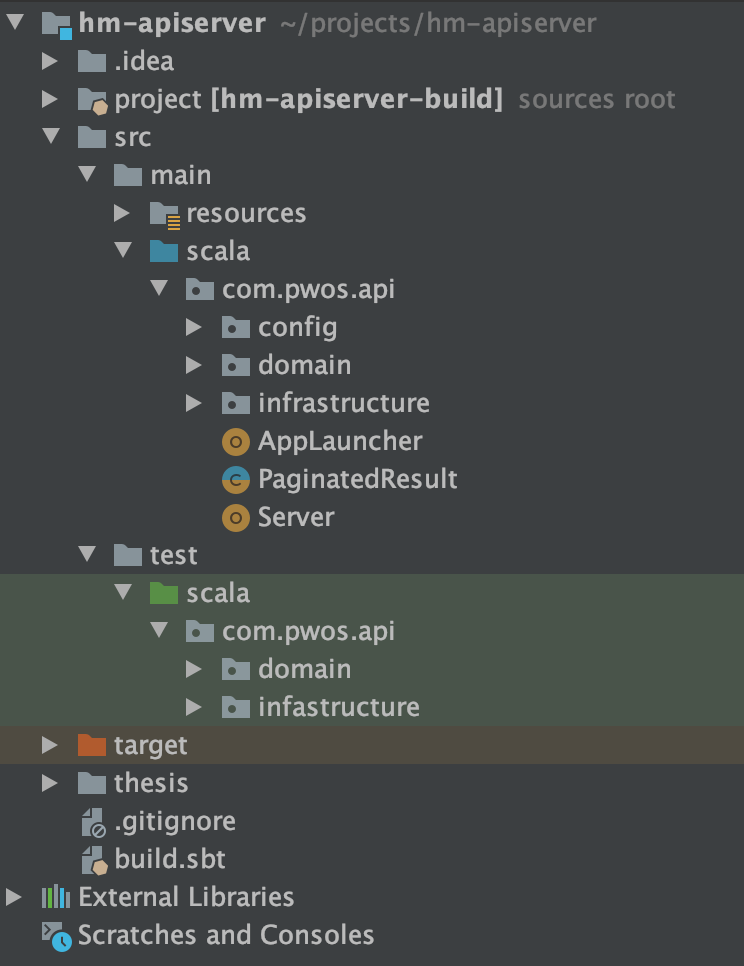 hm-apiserver ~/projects/hm-apiserver
.idea
project [hm-apiserver-build] sources root
src
main
resources
scala
com.pwos.api
config
domain
infrastructure
AppLauncher
PaginatedResult
Server
test
scala
com.pwos.api
domain
infastructure
target
thesis
.gitignore
build.sbt
External Libraries
Scratches and Consoles